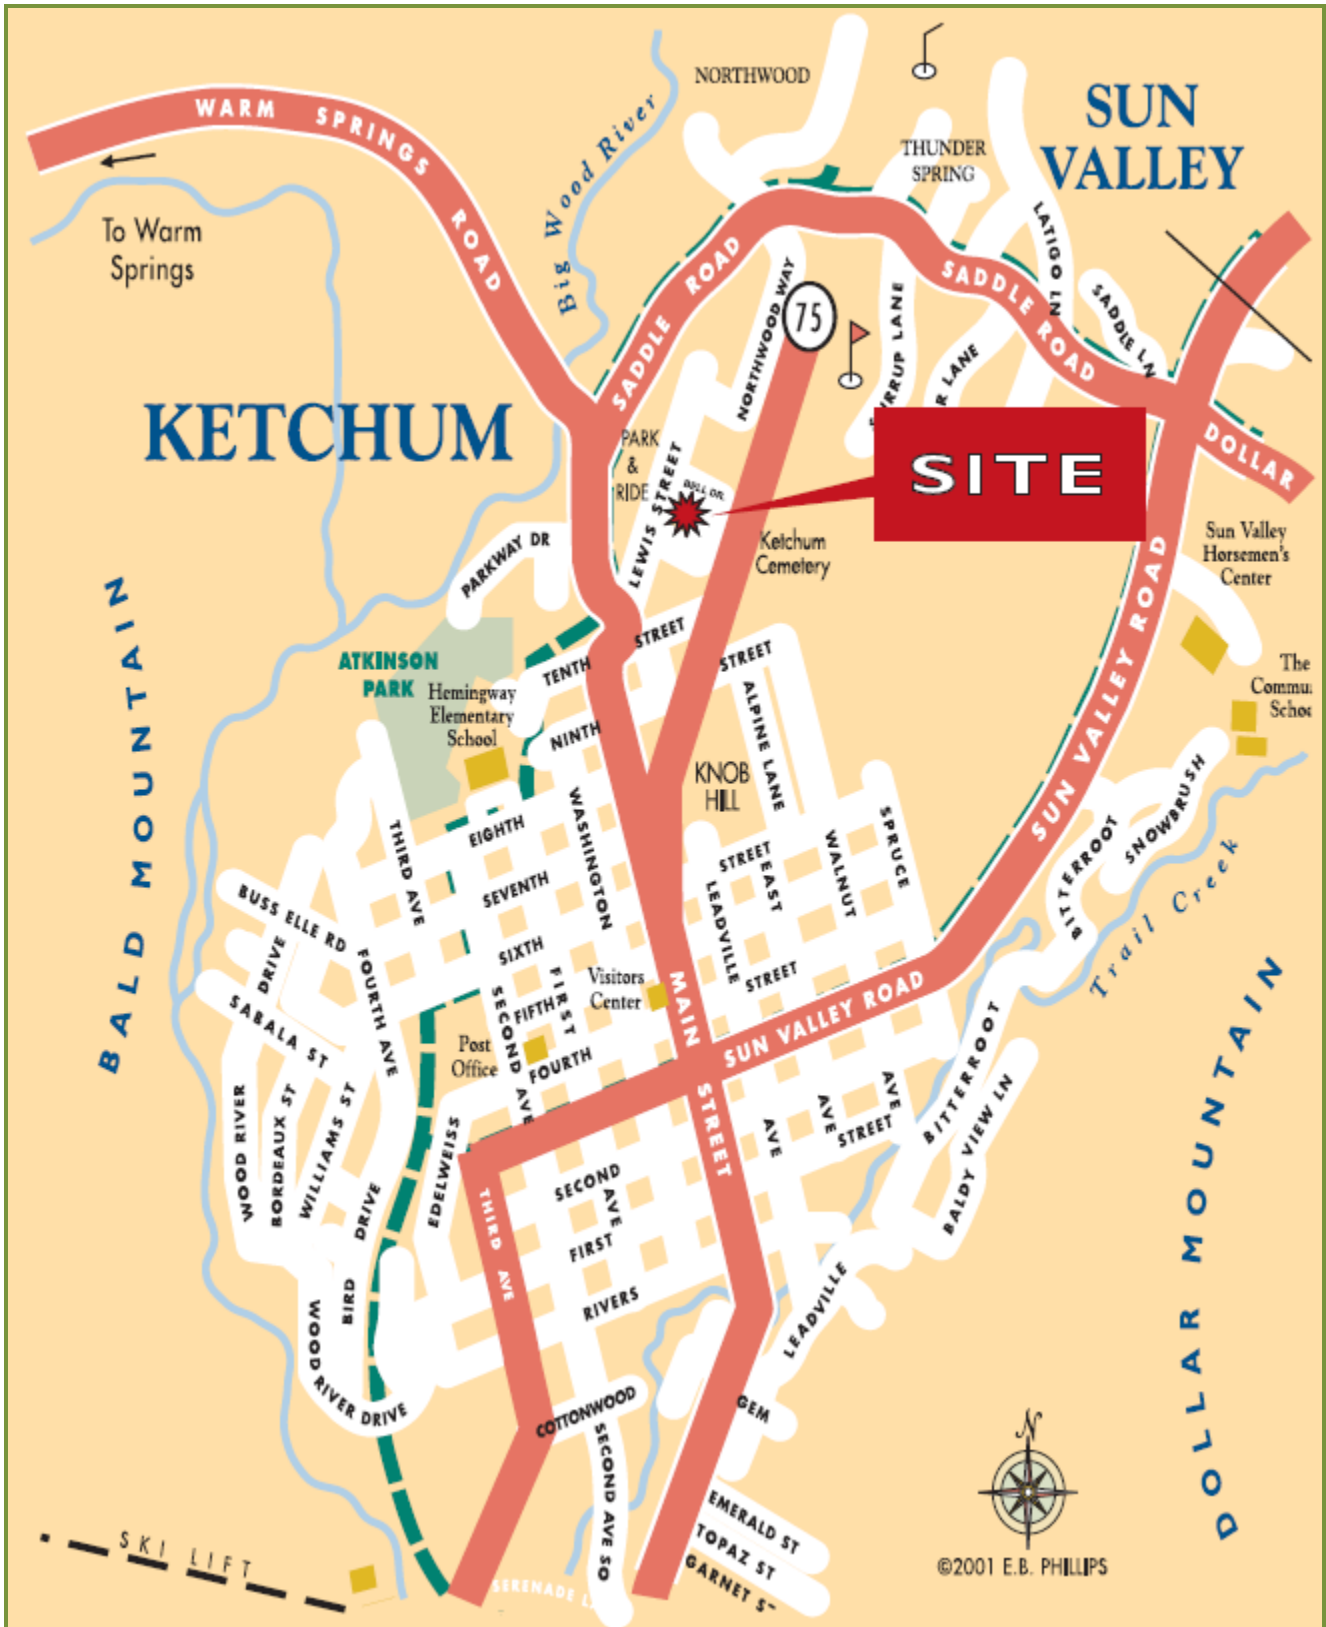 NORTHWOOD
SUN
VALLEY
WARM SPRINGS ROAD
Big Wood River
THUNDER
SPRING
To Warm
Springs
LATIGO LN
SADDLE ROAD
SADDLE ROAD
SADDLE LN
NORTHWOOD WAY
75
LANE
LANE
KETCHUM
PARK
&
RIDE
LEWIS STREET
BELL DR.
SITE
DOLLAR
Ketchum
Cemetery
Sun Valley
Horsemen's
Center
PARKWAY DR
SUN VALLEY ROAD
BALD MOUNTAIN
ATKINSON
PARK
Hemingway
Elementary
School
TENTH STREET
NINTH STREET
ALPINE LANE
The
KNOB
HILL
THIRD AVE
EIGHTH
WASHINGTON
SEVENTH
STREET
EAST
LEADVILLE
WALNUT
SPRUCE
BITTERROOT
SNOWBRUSH
Trail Creek
BUSS ELLE RD
DRIVE
SABALA ST
FOURTH AVE
SIXTH
STREET
FIFTH
FIRST
SECOND AVE
Visitors
Center
Post
Office
FOURTH
MAIN STREET
SUN VALLEY ROAD
WOOD RIVER
BORDEAUX ST
WILLIAMS ST
BIRD DRIVE
EDELWEISS
THIRD AVE
SECOND
AVE
FIRST
RIVERS
AVE
AVE
AVE
STREET
BITTERROOT
BALDY VIEW LN
LEADVILLE
DOLLAR MOUNTAIN
WOOD RIVER DRIVE
COTTONWOOD
SECOND AVE SO
GEM
EMERALD ST
TOPAZ ST
GARNET
SERENADE
SKI LIFT
N
©2001 E.B. PHILLIPS